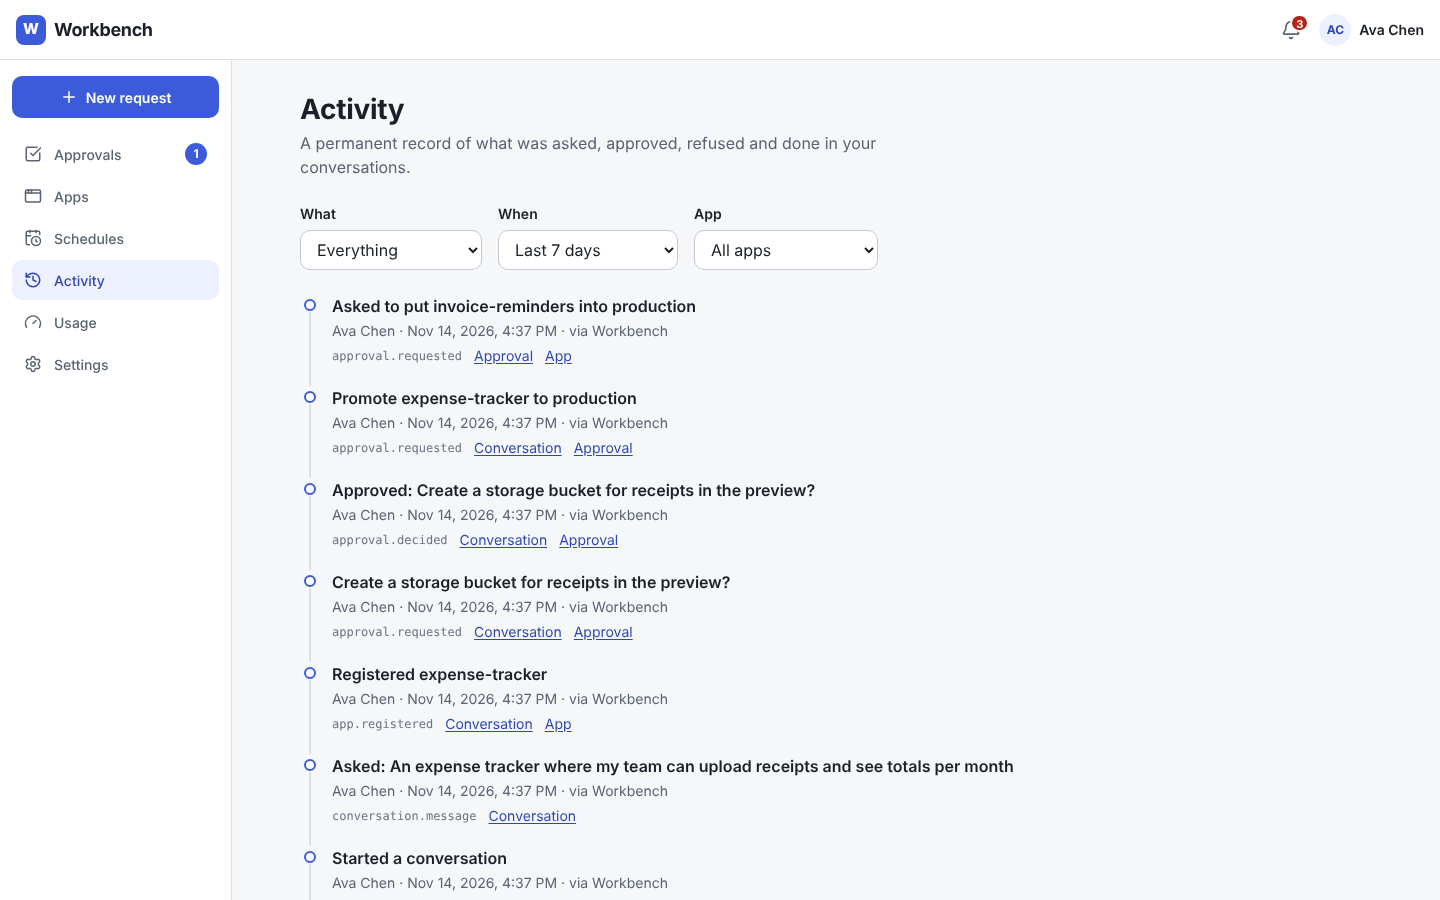 W Workbench
3 AC Ava Chen
New request
Approvals 1
Apps
Schedules
Activity
Usage
Settings
Activity
A permanent record of what was asked, approved, refused and done in your
conversations.
What When App
Everything Last 7 days All apps
Asked to put invoice-reminders into production
Ava Chen · Nov 14, 2026, 4:37 PM · via Workbench
approval.requested Approval App
Promote expense-tracker to production
Ava Chen · Nov 14, 2026, 4:37 PM · via Workbench
approval.requested Conversation Approval
Approved: Create a storage bucket for receipts in the preview?
Ava Chen · Nov 14, 2026, 4:37 PM · via Workbench
approval.decided Conversation Approval
Create a storage bucket for receipts in the preview?
Ava Chen · Nov 14, 2026, 4:37 PM · via Workbench
approval.requested Conversation Approval
Registered expense-tracker
Ava Chen · Nov 14, 2026, 4:37 PM · via Workbench
app.registered Conversation App
Asked: An expense tracker where my team can upload receipts and see totals per month
Ava Chen · Nov 14, 2026, 4:37 PM · via Workbench
conversation.message Conversation
Started a conversation
Ava Chen · Nov 14, 2026, 4:37 PM · via Workbench